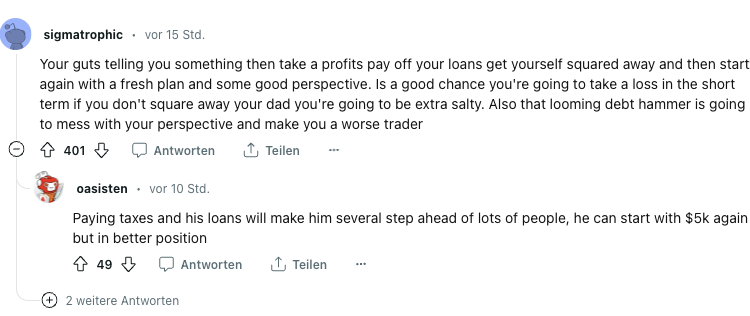 sigmatrophic • vor 15 Std.
Your guts telling you something then take a profits pay off your loans get yourself squared away and then start
again with a fresh plan and some good perspective. Is a good chance you're going to take a loss in the short
term if you don't square away your dad you're going to be extra salty. Also that looming debt hammer is going
to mess with your perspective and make you a worse trader
401 Antworten Teilen ...
oasisten • vor 10 Std.
Paying taxes and his loans will make him several step ahead of lots of people, he can start with $5k again
but in better position
49 Antworten Teilen ...
2 weitere Antworten